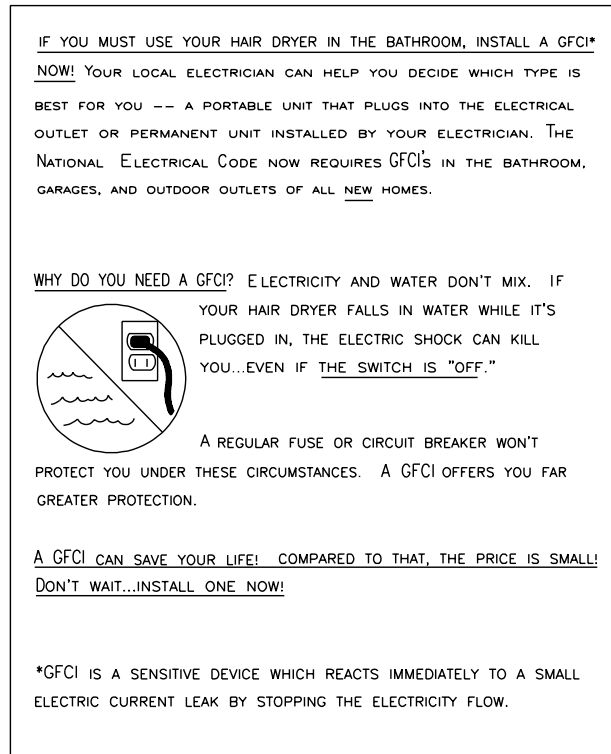 IF YOU MUST USE YOUR HAIR DRYER IN THE BATHROOM, INSTALL A GFCI*
NOW! YOUR LOCAL ELECTRICIAN CAN HELP YOU DECIDE WHICH TYPE IS
BEST FOR YOU -- A PORTABLE UNIT THAT PLUGS INTO THE ELECTRICAL
OUTLET OR PERMANENT UNIT INSTALLED BY YOUR ELECTRICIAN. THE
NATIONAL ELECTRICAL CODE NOW REQUIRES GFCI'S IN THE BATHROOM,
GARAGES, AND OUTDOOR OUTLETS OF ALL NEW HOMES.
WHY DO YOU NEED A GFCI? ELECTRICITY AND WATER DON'T MIX. IF
YOUR HAIR DRYER FALLS IN WATER WHILE IT'S
PLUGGED IN, THE ELECTRIC SHOCK CAN KILL
YOU...EVEN IF THE SWITCH IS "OFF."
A REGULAR FUSE OR CIRCUIT BREAKER WON'T
PROTECT YOU UNDER THESE CIRCUMSTANCES. A GFCI OFFERS YOU FAR
GREATER PROTECTION.
A GFCI CAN SAVE YOUR LIFE! COMPARED TO THAT, THE PRICE IS SMALL!
DON'T WAIT...INSTALL ONE NOW!
*GFCI IS A SENSITIVE DEVICE WHICH REACTS IMMEDIATELY TO A SMALL
ELECTRIC CURRENT LEAK BY STOPPING THE ELECTRICITY FLOW.